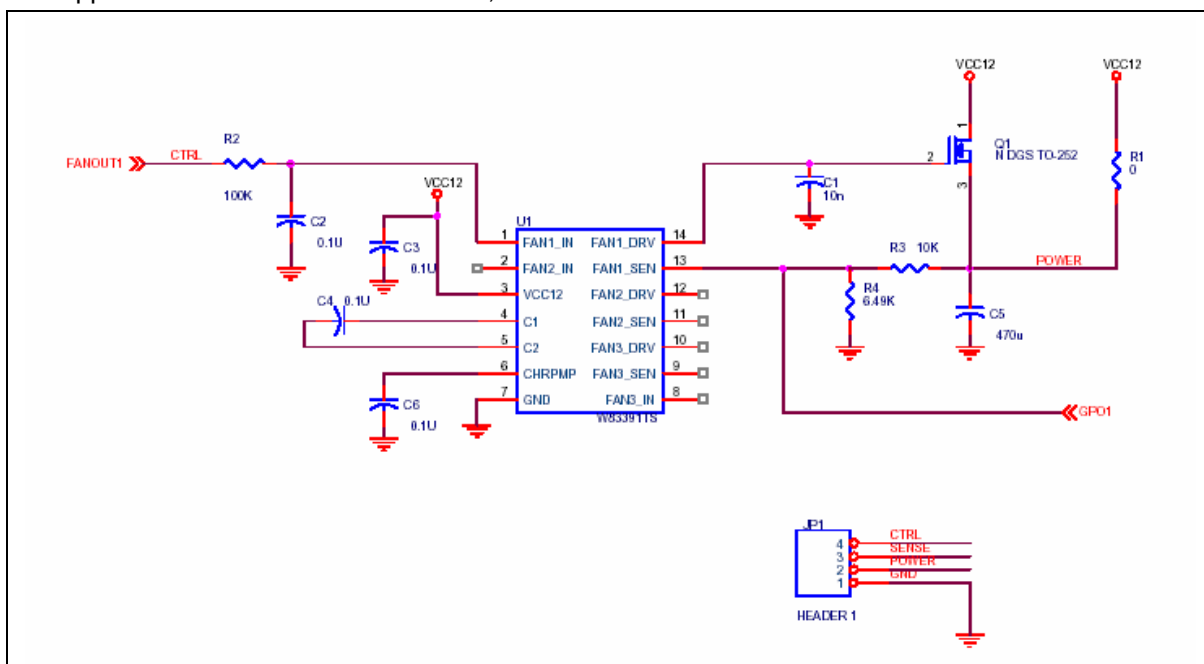 VCC12
VCC12
R2
CTRL
FANOUT1
100K
C2
0.1U
VCC12
C3
0.1U
C4
0.1U
C6
0.1U
U1
1 FAN1_IN FAN1_DRV 14
2 FAN2_IN FAN1_SEN 13
3 VCC12 FAN2_DRV 12
4 C1 FAN2_SEN 11
5 C2 FAN3_DRV 10
6 CHRPMP FAN3_SEN 9
7 GND FAN3_IN 8
W83391TS
C1
10n
1
2
3
Q1
N DGS TO-252
R1
0
R3 10K
POWER
R4
6.49K
C5
470u
GPO1
JP1
4 CTRL
3 SENSE
2 POWER
1 GND
HEADER 1